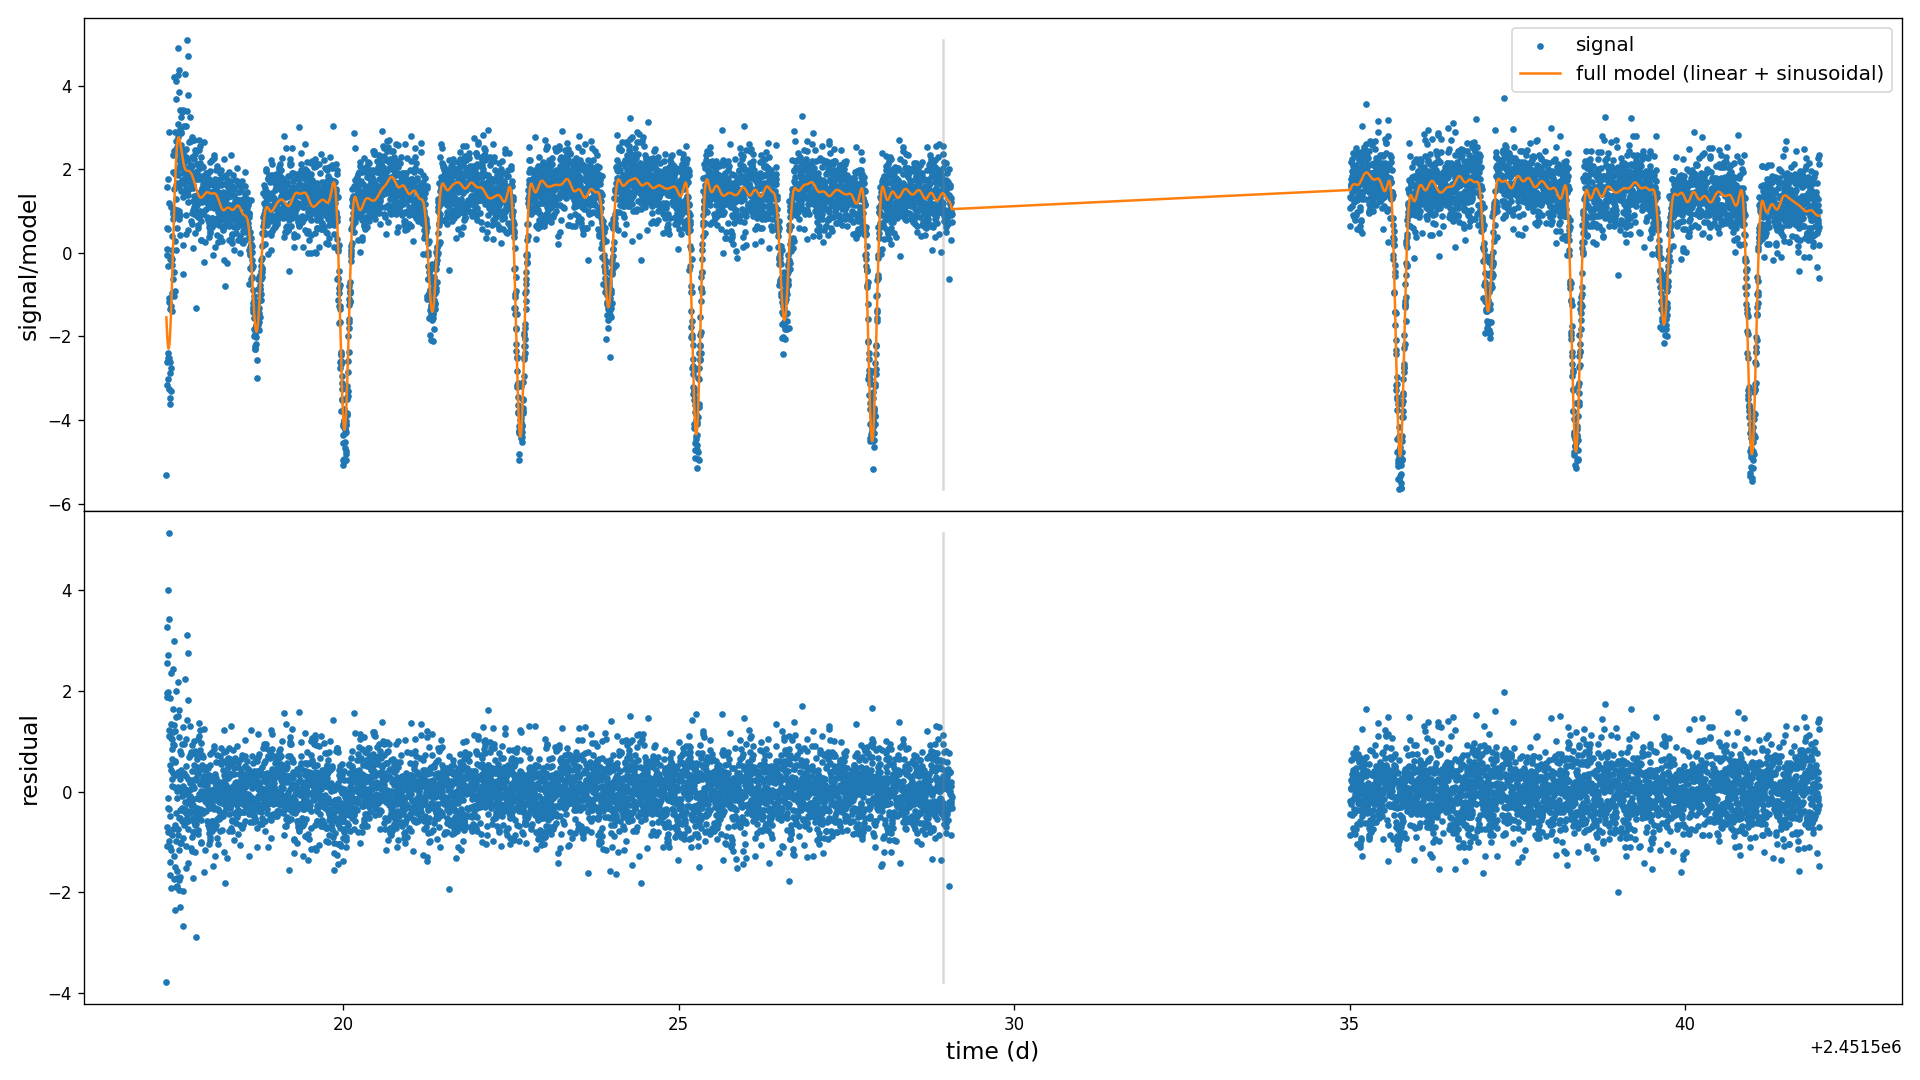 signal
full model (linear + sinusoidal)
signal/model
4
2
0
−2
−4
−6
residual
4
2
0
−2
−4
20
25
30
35
40
time (d)
+2.4515e6